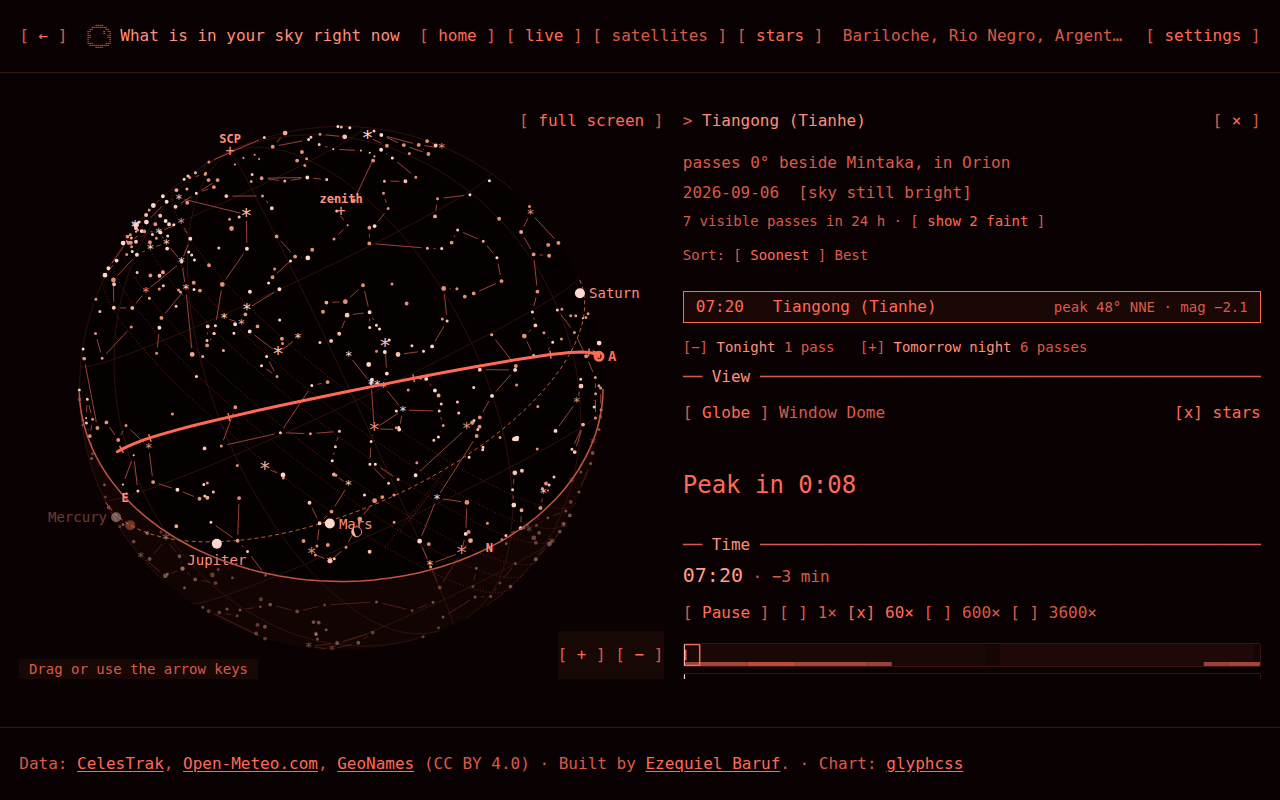 [ ← ] What is in your sky right now [ home ] [ live ] [ satellites ] [ stars ] Bariloche, Rio Negro, Argent… [ settings ]
[ full screen ]
SCP
zenith
Saturn
A
E
Mercury
Mars
Jupiter
N
[ + ] [ − ]
Drag or use the arrow keys
> Tiangong (Tianhe) [ × ]
passes 0° beside Mintaka, in Orion
2026-09-06 [sky still bright]
7 visible passes in 24 h · [ show 2 faint ]
Sort: [ Soonest ] Best
07:20 Tiangong (Tianhe) peak 48° NNE · mag −2.1
[−] Tonight 1 pass [+] Tomorrow night 6 passes
View
[ Globe ] Window Dome [x] stars
Peak in 0:08
Time
07:20 · −3 min
[ Pause ] [ ] 1× [x] 60× [ ] 600× [ ] 3600×
Data: CelesTrak, Open-Meteo.com, GeoNames (CC BY 4.0) · Built by Ezequiel Baruf. · Chart: glyphcss